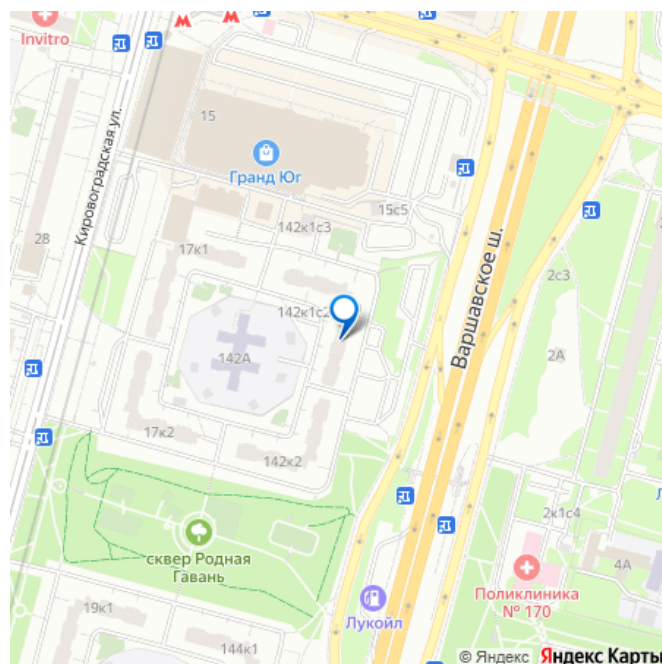 Invitro
М М
Кировоградская ул.
15
Гранд Юг
15с5
142к1с3
28
17к1
Варшавское ш.
2с3
142к1с2
142А
2А
17к2
142к2
2к1с4
сквер Родная
Гавань
4А
Поликлиника
№ 170
Лукойл
19к1
144к1
© Яндекс Яндекс Карты